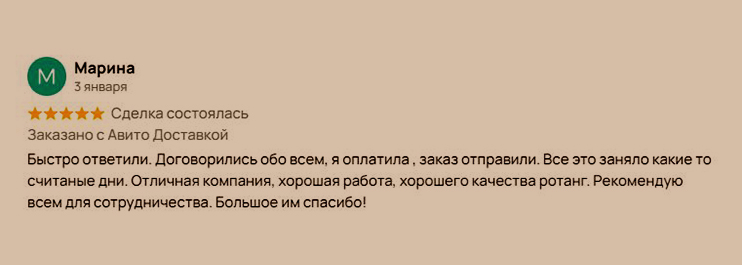 М
Марина
3 января
Сделка состоялась
Заказано с Авито Доставкой
Быстро ответили. Договорились обо всем, я оплатила , заказ отправили. Все это заняло какие то
считаные дни. Отличная компания, хорошая работа, хорошего качества ротанг. Рекомендую
всем для сотрудничества. Большое им спасибо!